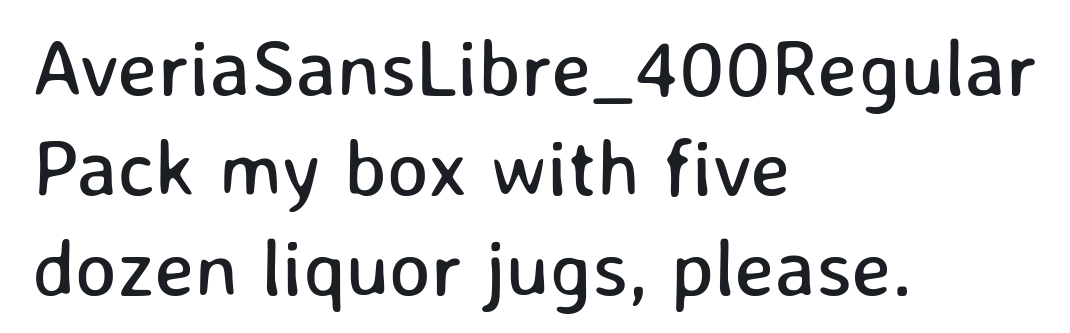 AveriaSansLibre_400Regular
Pack my box with five
dozen liquor jugs, please.